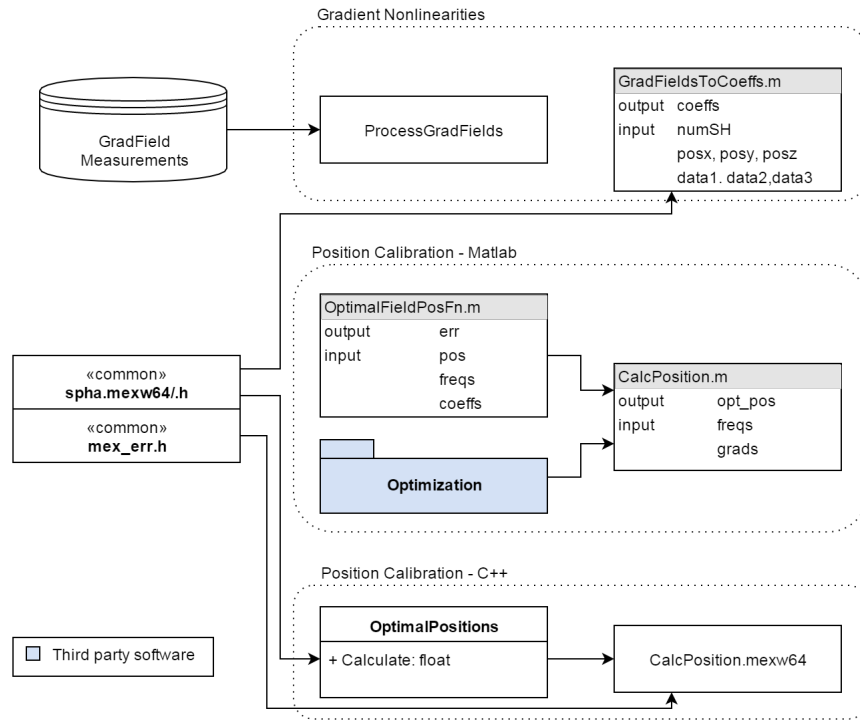 Gradient Nonlinearities
GradField
Measurements
ProcessGradFields
GradFieldsToCoeffs.m
output coeffs
input numSH
posx, posy, posz
data1. data2,data3
Position Calibration - Matlab
OptimalFieldPosFn.m
output err
input pos
freqs
coeffs
CalcPosition.m
output opt_pos
input freqs
grads
«common»
spha.mexw64/.h
«common»
mex_err.h
Optimization
Position Calibration - C++
OptimalPositions
+ Calculate: float
CalcPosition.mexw64
Third party software